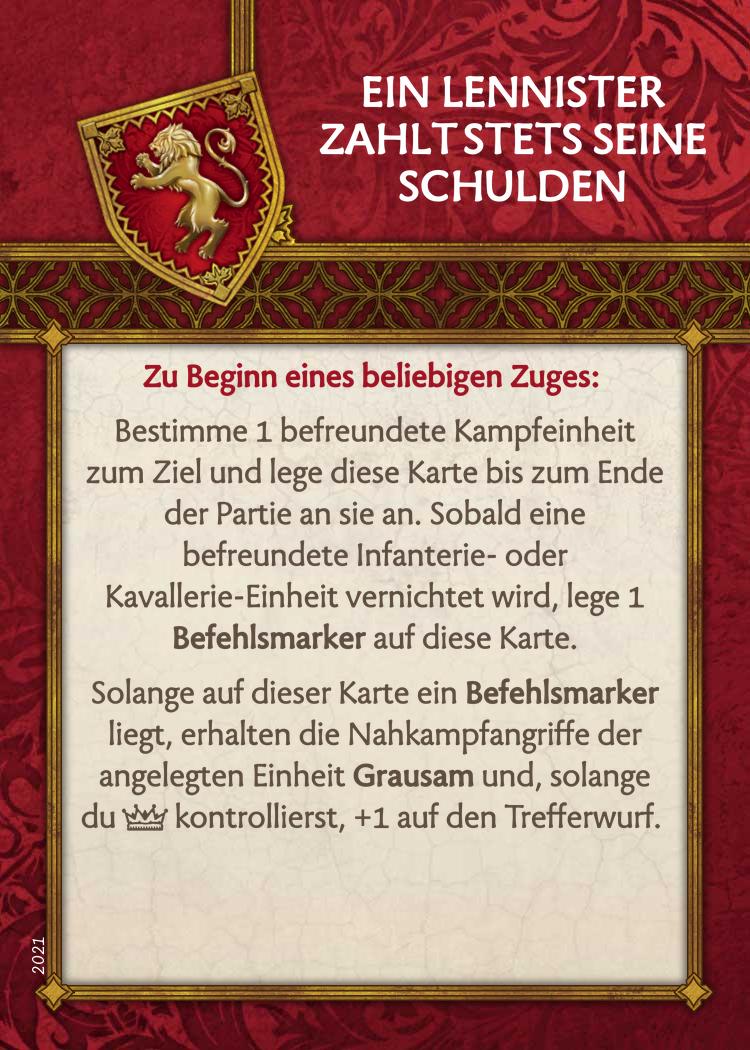 EIN LENNISTER
ZAHLT STETS SEINE
SCHULDEN
Zu Beginn eines beliebigen Zuges:
Bestimme 1 befreundete Kampfeinheit
zum Ziel und lege diese Karte bis zum Ende
der Partie an sie an. Sobald eine
befreundete Infanterie- oder
Kavallerie-Einheit vernichtet wird, lege 1
Befehlsmarker auf diese Karte.
Solange auf dieser Karte ein Befehlsmarker
liegt, erhalten die Nahkampfangriffe der
angelegten Einheit Grausam und, solange
du kontrollierst, +1 auf den Trefferwurf.
2021